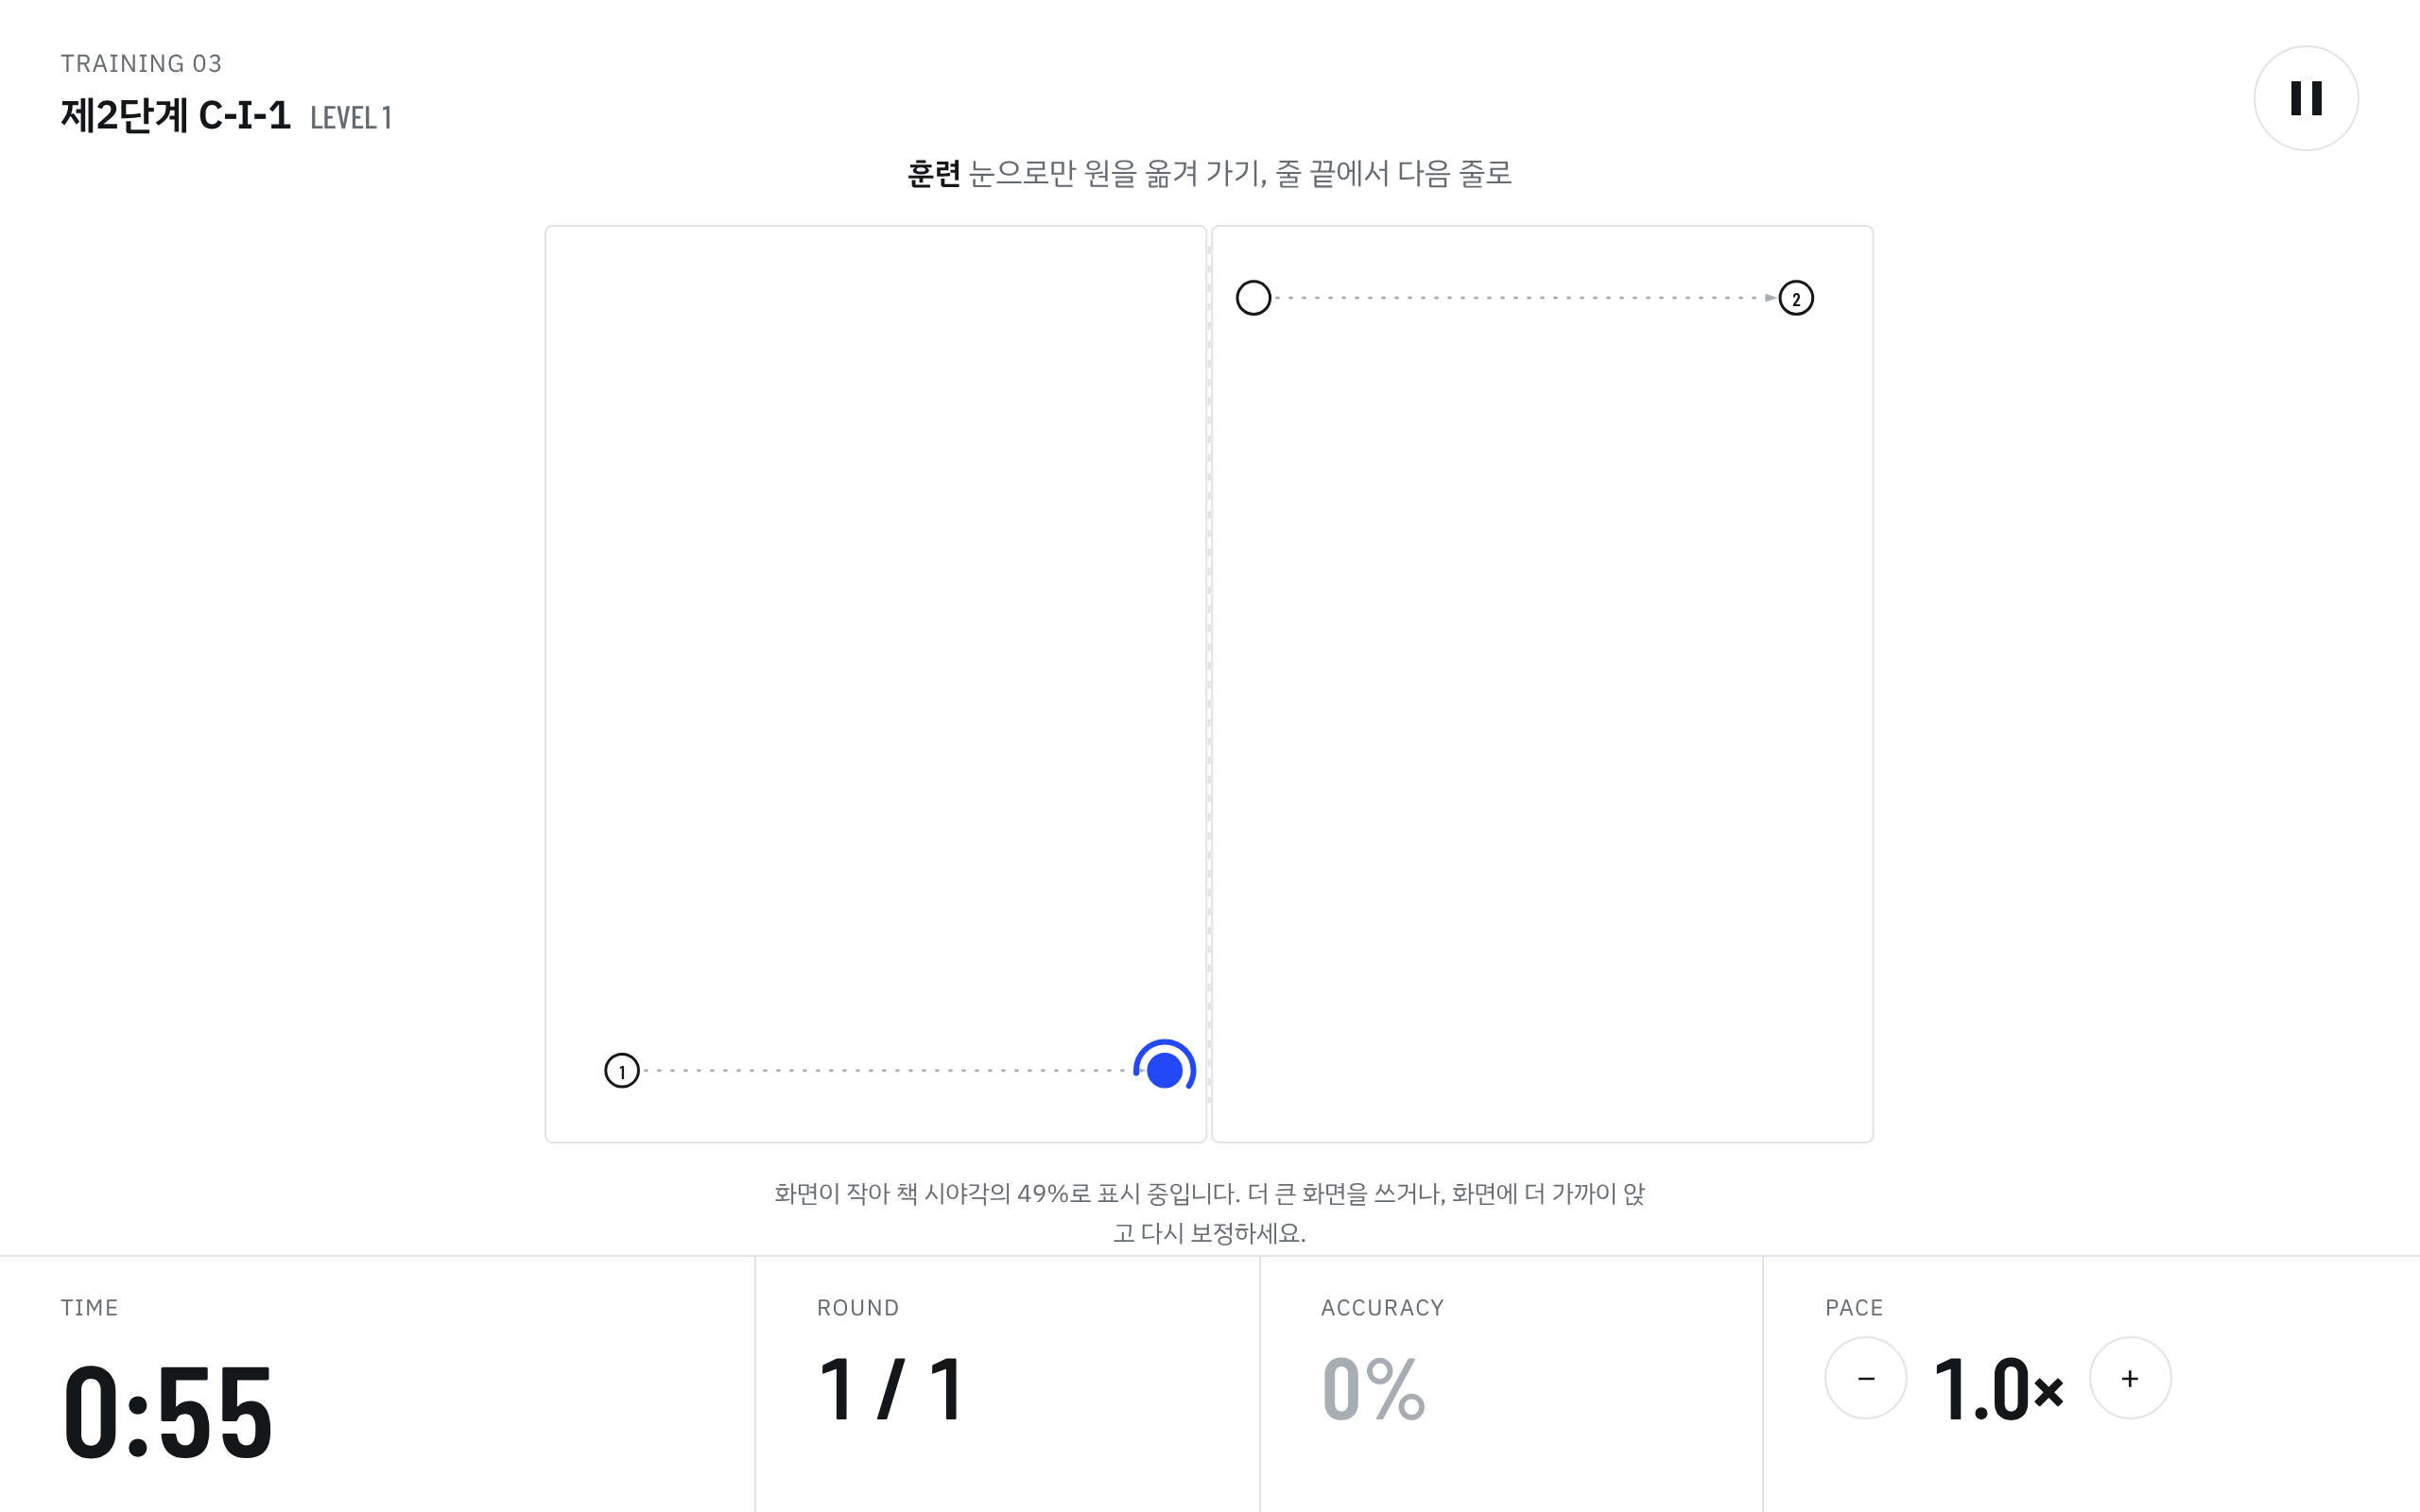 TRAINING 03
제2단계 C-I-1 LEVEL 1
훈련 눈으로만 원을 옮겨 가기, 줄 끝에서 다음 줄로
2
1
화면이 작아 책 시야각의 49%로 표시 중입니다. 더 큰 화면을 쓰거나, 화면에 더 가까이 앉
고 다시 보정하세요.
TIME
0:55
ROUND
1 / 1
ACCURACY
0%
PACE
− 1.0× +